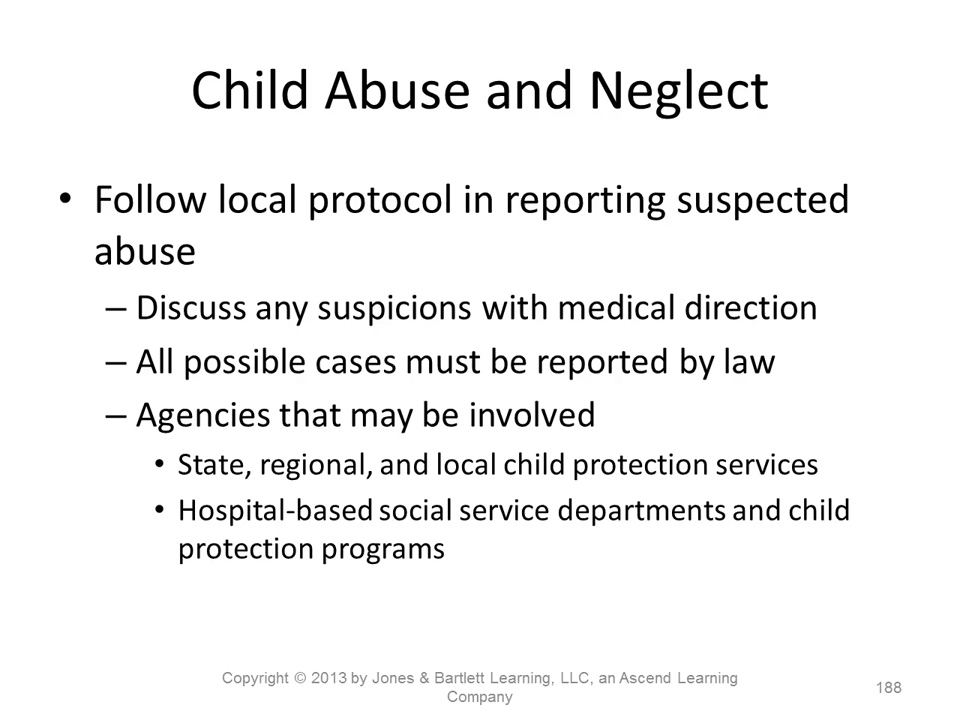 Child Abuse and Neglect
• Follow local protocol in reporting suspected
abuse
– Discuss any suspicions with medical direction
– All possible cases must be reported by law
– Agencies that may be involved
• State, regional, and local child protection services
• Hospital-based social service departments and child
protection programs
Copyright © 2013 by Jones & Bartlett Learning, LLC, an Ascend Learning
Company
188